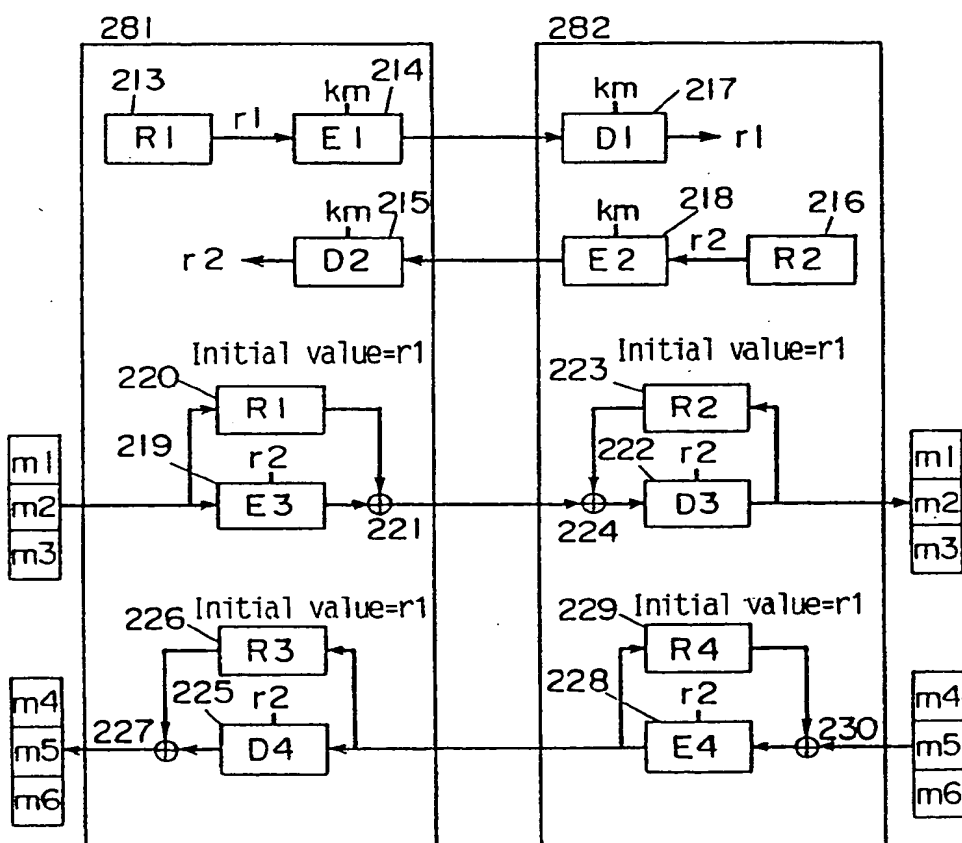 281 282
213 214 217
km km
R1 r1 E1 D1 r1
215 218 216
km km
r2 D2 E2 r2 R2
Initial value=r1 Initial value=r1
220 223
R1 R2
219 r2 222 r2
m1 m1
m2 E3 221 224 D3 m2
m3 m3
Initial value=r1 Initial value=r1
226 229
R3 R4
225 r2 228 r2
m4 227 230 m4
m5 D4 E4 m5
m6 m6